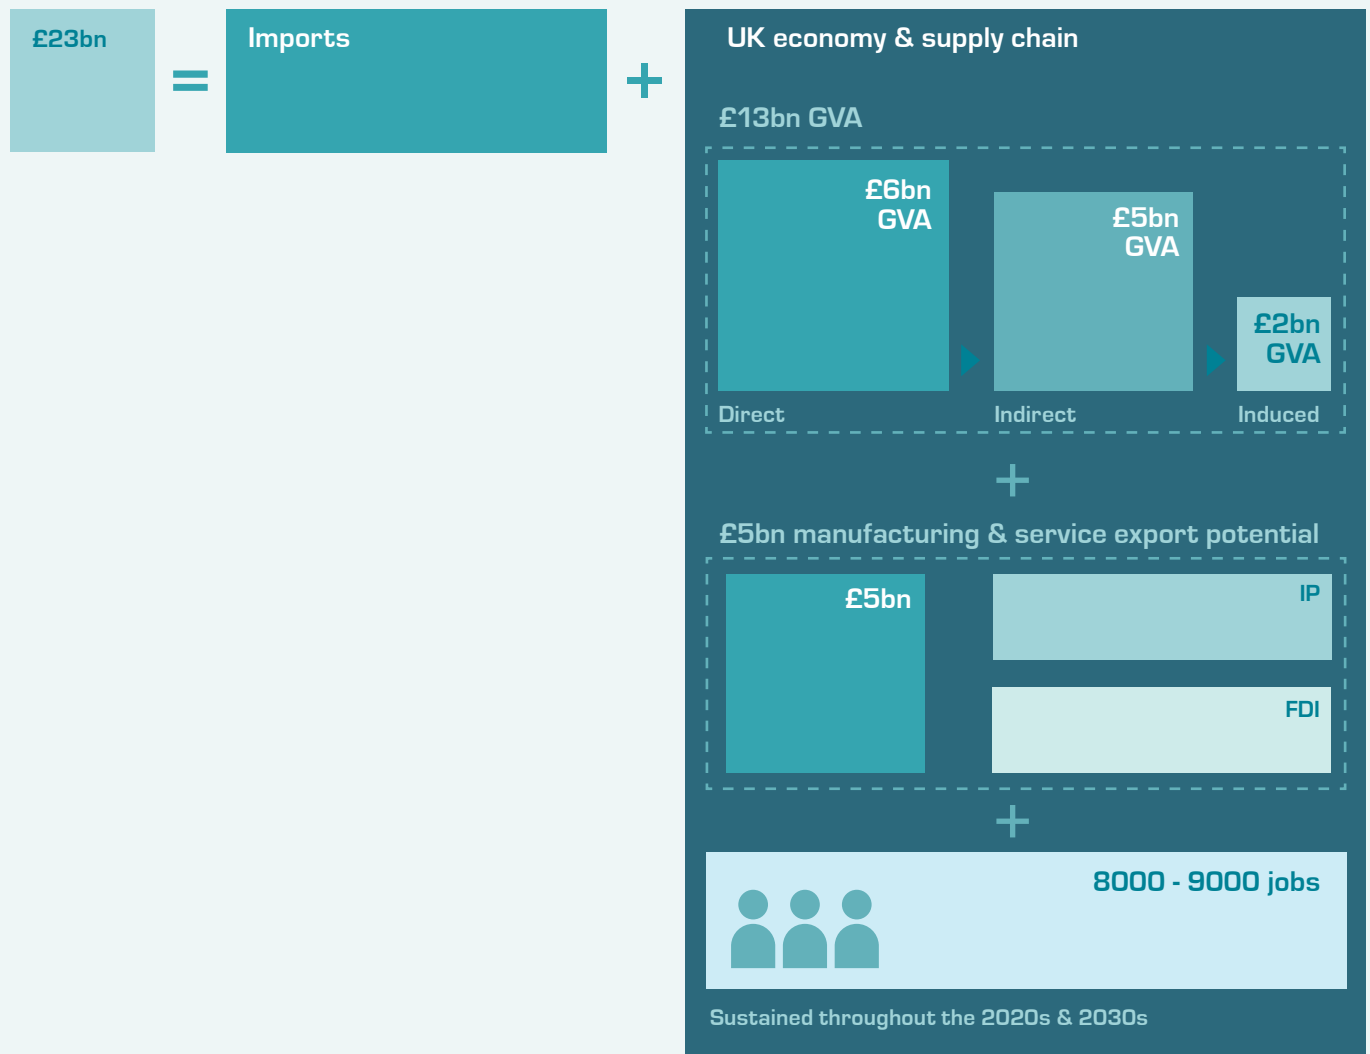 £23bn
=
Imports
+
UK economy & supply chain
£13bn GVA
£6bn
GVA
£5bn
GVA
£2bn
GVA
Direct
Indirect
Induced
+
£5bn manufacturing & service export potential
£5bn
IP
FDI
+
8000 - 9000 jobs
Sustained throughout the 2020s & 2030s